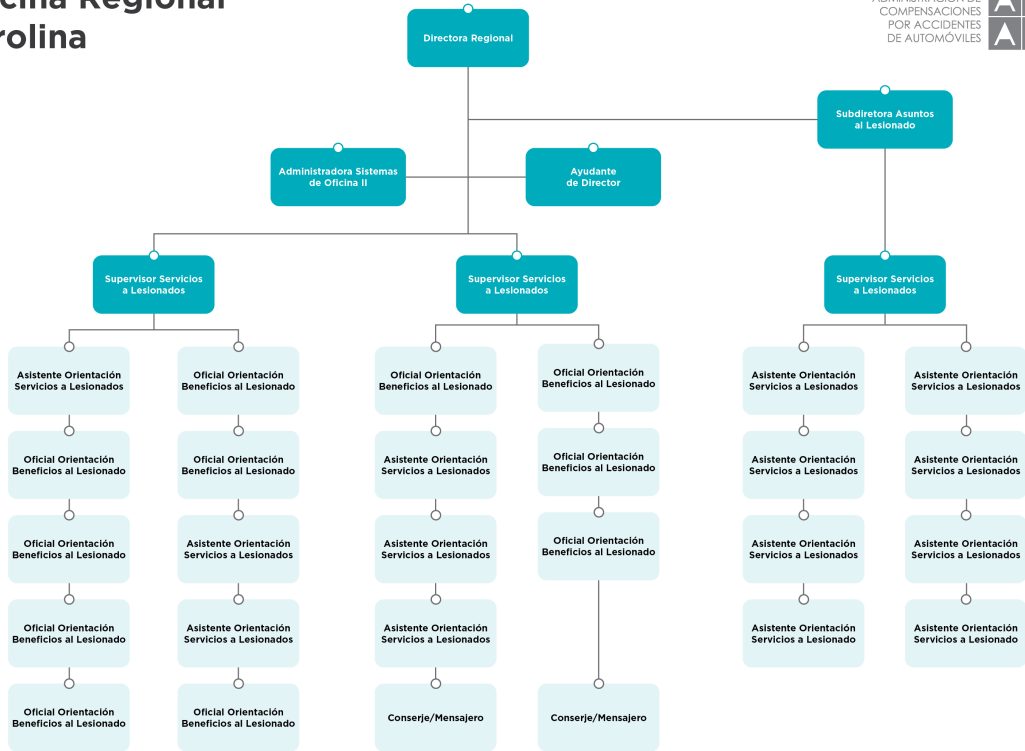 Regional
Directora Regional
ADMINISTRACIÓN DE
COMPENSACIONES
POR ACCIDENTES
DE AUTOMÓVILES
A
A
Subdiretora Asuntos
al Lesionado
Administradora Sistemas
de Oficina II
Ayudante
de Director
Supervisor Servicios
a Lesionados
Supervisor Servicios
a Lesionados
Supervisor Servicios
a Lesionados
Asistente Orientación
Servicios a Lesionados
Oficial Orientación
Beneficios al Lesionado
Oficial Orientación
Beneficios al Lesionado
Oficial Orientación
Beneficios al Lesionado
Oficial Orientación
Beneficios al Lesionado
Oficial Orientación
Beneficios al Lesionado
Oficial Orientación
Beneficios al Lesionado
Asistente Orientación
Servicios a Lesionados
Asistente Orientación
Servicios a Lesionados
Oficial Orientación
Beneficios al Lesionado
Oficial Orientación
Beneficios al Lesionado
Asistente Orientación
Servicios a Lesionados
Asistente Orientación
Servicios a Lesionados
Asistente Orientación
Servicios a Lesionados
Conserje/Mensajero
Oficial Orientación
Beneficios al Lesionado
Oficial Orientación
Beneficios al Lesionado
Oficial Orientación
Beneficios al Lesionado
Conserje/Mensajero
Asistente Orientación
Servicios a Lesionados
Asistente Orientación
Servicios a Lesionados
Asistente Orientación
Servicios a Lesionados
Asistente Orientación
Servicios a Lesionado
Asistente Orientación
Servicios a Lesionados
Asistente Orientación
Servicios a Lesionados
Asistente Orientación
Servicios a Lesionados
Asistente Orientación
Servicios a Lesionado